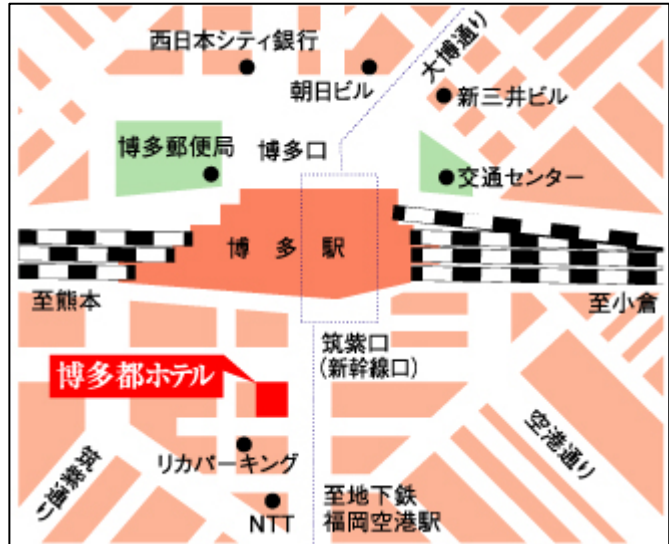 西日本シティ銀行
大博通り
朝日ビル
新三井ビル
博多郵便局
博多口
交通センター
博多駅
至熊本
至小倉
筑紫口
(新幹線口)
博多都ホテル
空港通り
筑紫通り
リカパーキング
至地下鉄
福岡空港駅
NTT